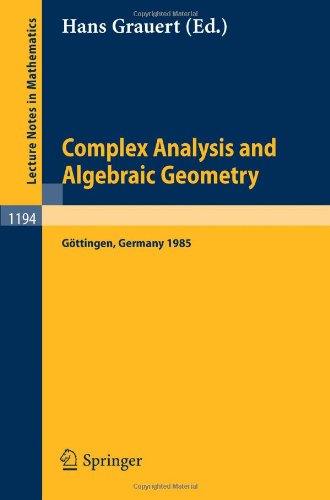 Hans Grauert (Ed.)
Lecture Notes in Mathematics
1194
Complex Analysis and
Algebraic Geometry
Göttingen, Germany 1985
Springer